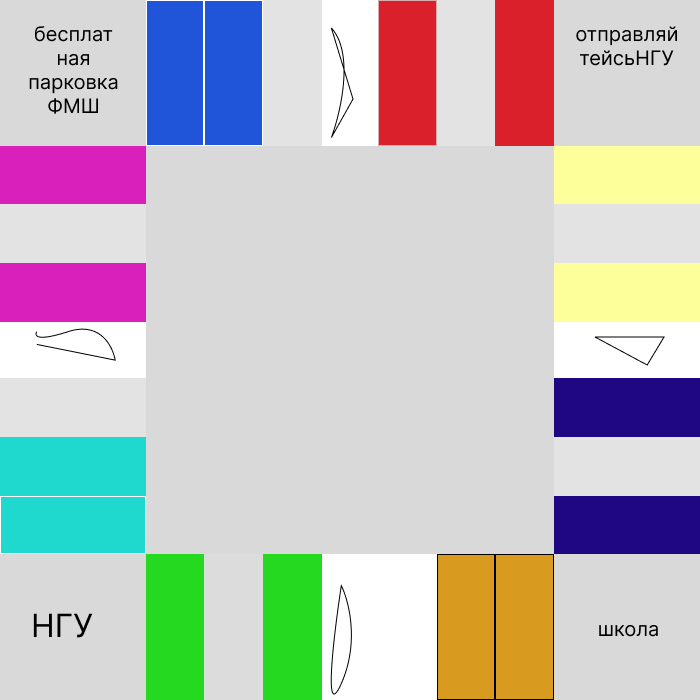 бесплат
ная
парковка
ФМШ
отправляй
тейсьНГУ
НГУ
школа